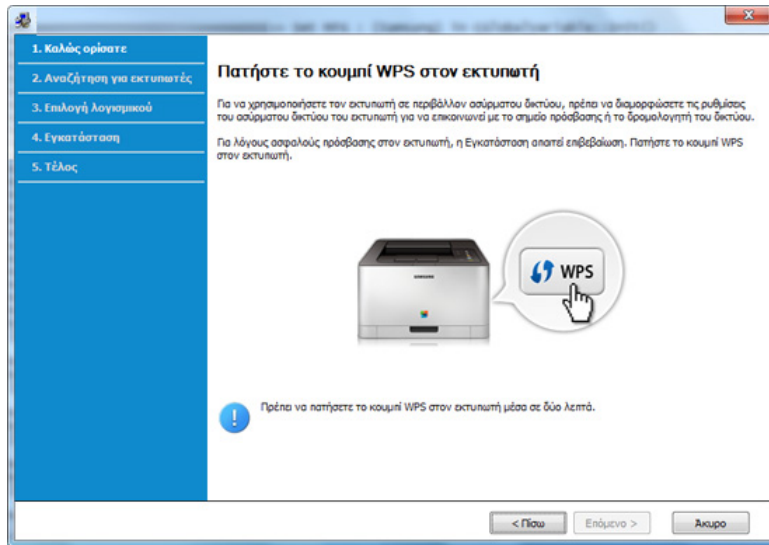 1. Καλώς ορίσατε
2. Αναζήτηση για εκτυπωτές
3. Επιλογή λογισμικού
4. Εγκατάσταση
5. Τέλος
Πατήστε το κουμπί WPS στον εκτυπωτή
Για να χρησιμοποιήσετε τον εκτυπωτή σε περιβάλλον ασύρματου δικτύου, πρέπει να διαμορφώσετε τις ρυθμίσεις
του ασύρματου δικτύου του εκτυπωτή για να επικοινωνεί με το σημείο πρόσβασης ή το δρομολογητή του δικτύου.
Για λόγους ασφαλούς πρόσβασης στον εκτυπωτή, η Εγκατάσταση απαιτεί επιβεβαίωση. Πατήστε το κουμπί WPS
στον εκτυπωτή.
SAMSUNG
WPS
Πρέπει να πατήσετε το κουμπί WPS στον εκτυπωτή μέσα σε δύο λεπτά.
< Πίσω
Επόμενο >
Άκυρο